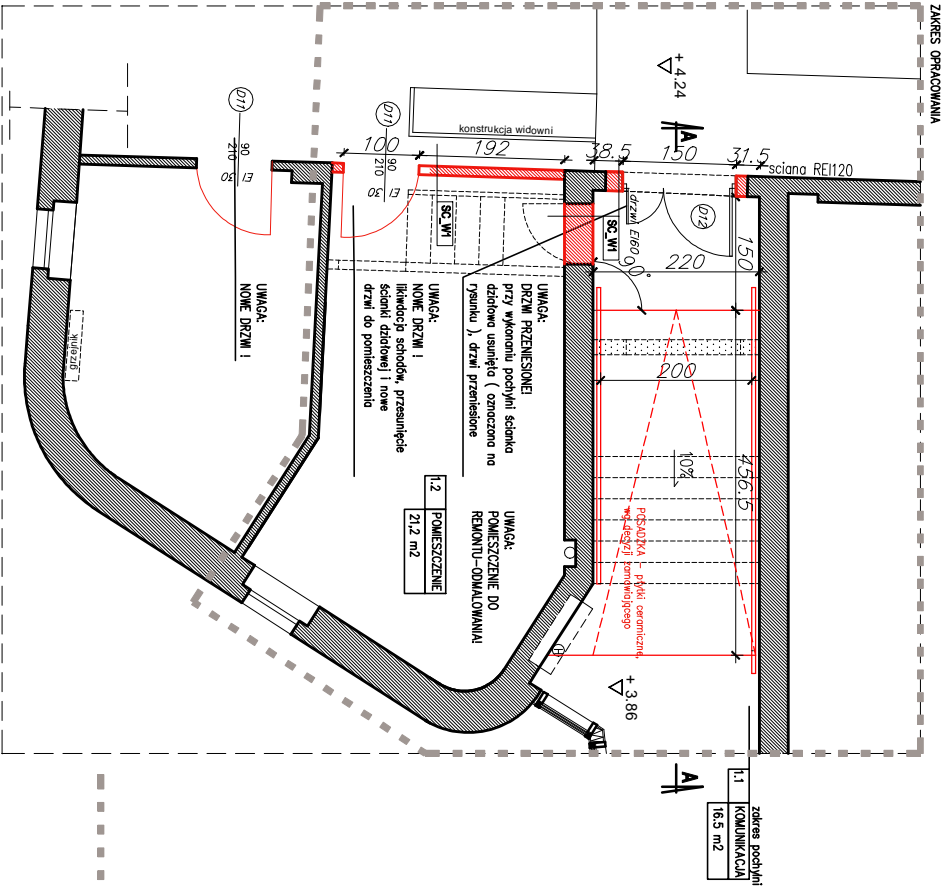 ZAKRES OPRACOWANIA
+ 4.24
A
konstrukcja widowni
38.5
150
31.5
sciana REI120
100
192
D11
90
210
EI 30
D11
90
210
EI 30
SC_W1
SC_W1
drzwi EI60
90°
D12
220
150
200
456.5
10%
UWAGA:
NOWE DRZWI !
grzejnik
UWAGA:
NOWE DRZWI !
likwidacja schodów, przesunięcie
ścianki działowej i nowe
drzwi do pomieszczenia
UWAGA:
DRZWI PRZENIESIONE!
przy wykonaniu pochylni ścianka
działowa usunięta ( oznaczona na
rysunku ), drzwi przeniesione
1.2
POMIESZCZENIE
21,2 m2
UWAGA:
POMIESZCZENIE DO
REMONTU-ODMALOWANIA!
POSADZKA - płytki ceramiczne,
wg decyzji zamawiającego
H
+ 3.86
A
zakres pochylni
1.1
KOMUNIKACJA
16.5 m2